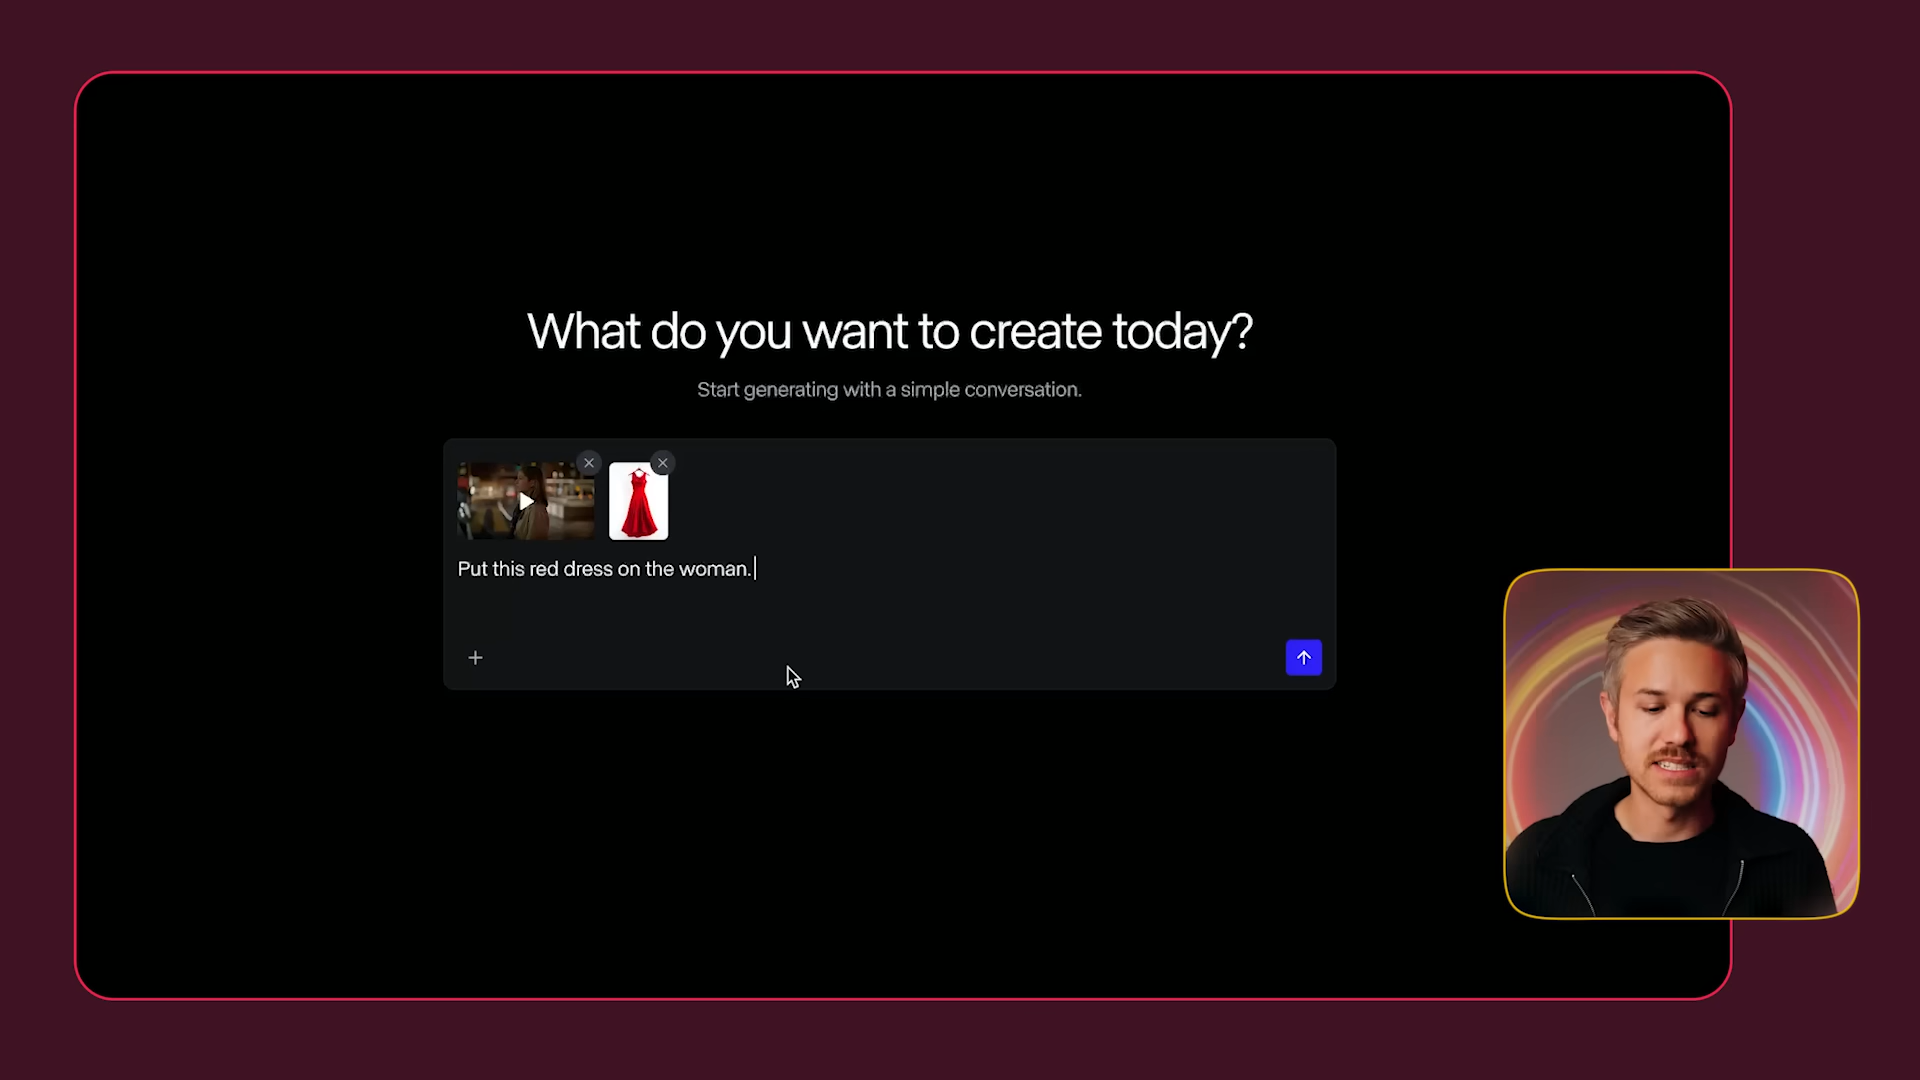 What do you want to create today?
Start generating with a simple conversation.
Put this red dress on the woman.